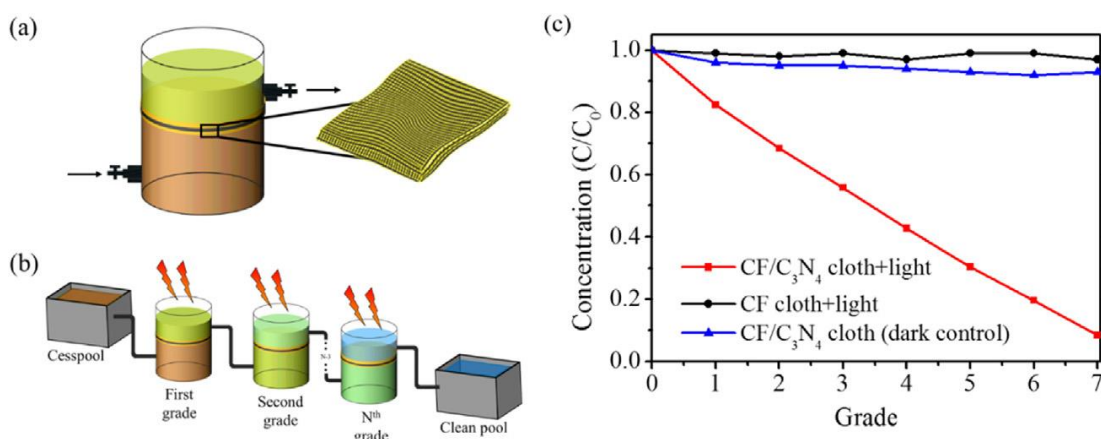 (a)
(b)
Cesspool
First
grade
Second
grade
Nth
grade
Clean pool
(c)
Concentration (C/C0)
1.0
0.8
0.6
0.4
0.2
0.0
CF/C3N4 cloth+light
CF cloth+light
CF/C3N4 cloth (dark control)
0 1 2 3 4 5 6 7
Grade